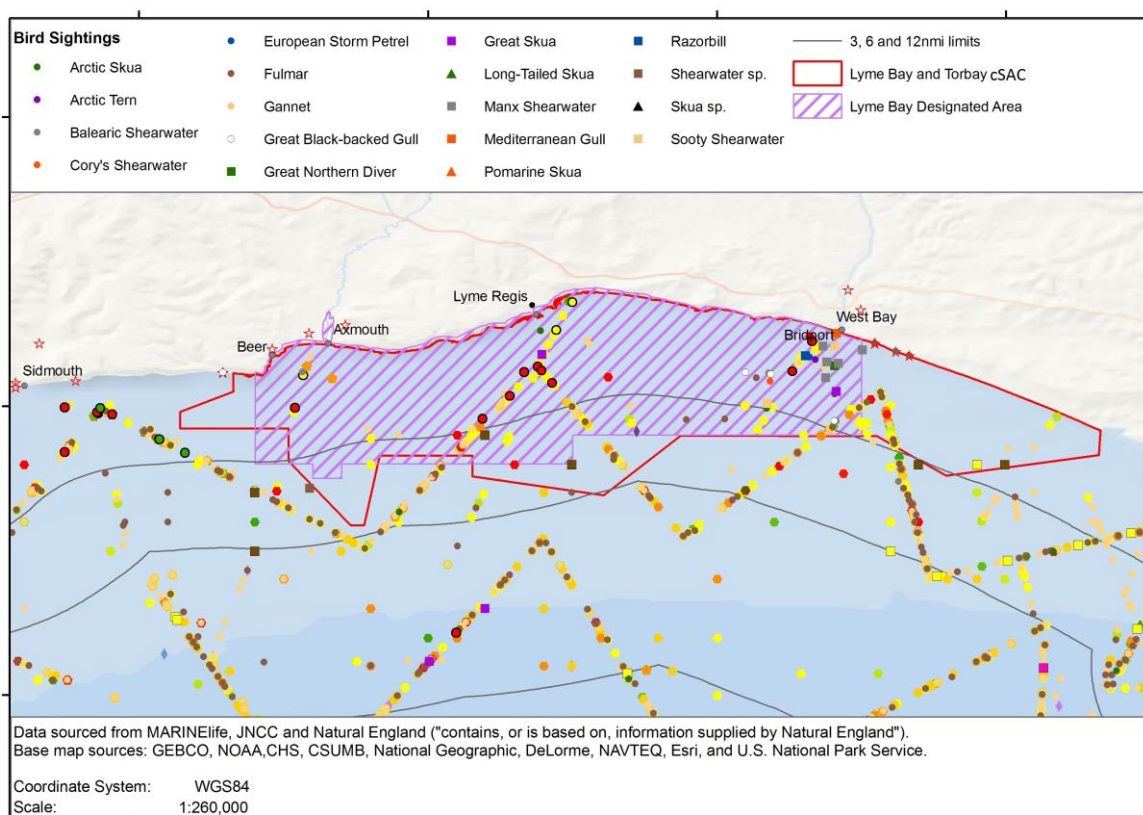 Bird Sightings
Arctic Skua
Arctic Tern
Balearic Shearwater
Cory's Shearwater
European Storm Petrel
Fulmar
Gannet
Great Black-backed Gull
Great Northern Diver
Great Skua
Long-Tailed Skua
Manx Shearwater
Mediterranean Gull
Pomarine Skua
Razorbill
Shearwater sp.
Skua sp.
Sooty Shearwater
3, 6 and 12nmi limits
Lyme Bay and Torbay cSAC
Lyme Bay Designated Area
Lyme Regis
Axmouth
Beer
Sidmouth
West Bay
Bridport
Data sourced from MARINElife, JNCC and Natural England ("contains, or is based on, information supplied by Natural England").
Base map sources: GEBCO, NOAA,CHS, CSUMB, National Geographic, DeLorme, NAVTEQ, Esri, and U.S. National Park Service.
Coordinate System: WGS84
Scale: 1:260,000